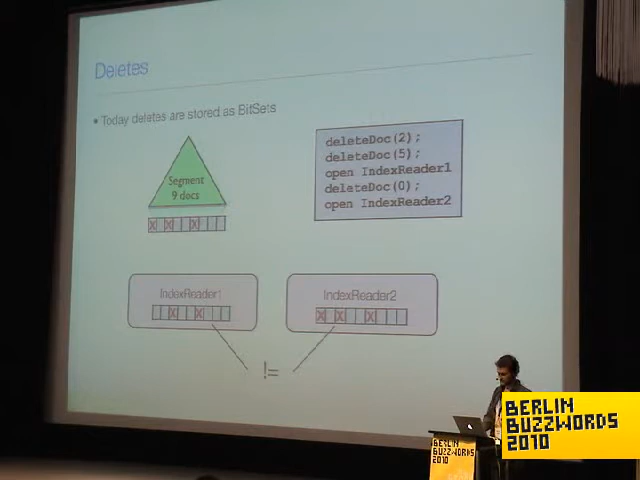 Deletes
• Today deletes are stored as BitSets
Segment
9 docs
X X X
deleteDoc(2);
deleteDoc(5);
open IndexReader1
deleteDoc(0);
open IndexReader2
IndexReader1
X X
IndexReader2
X X X
!=
BERLIN
BUZZWORDS
2010
BERLIN
BUZZWORDS
2010